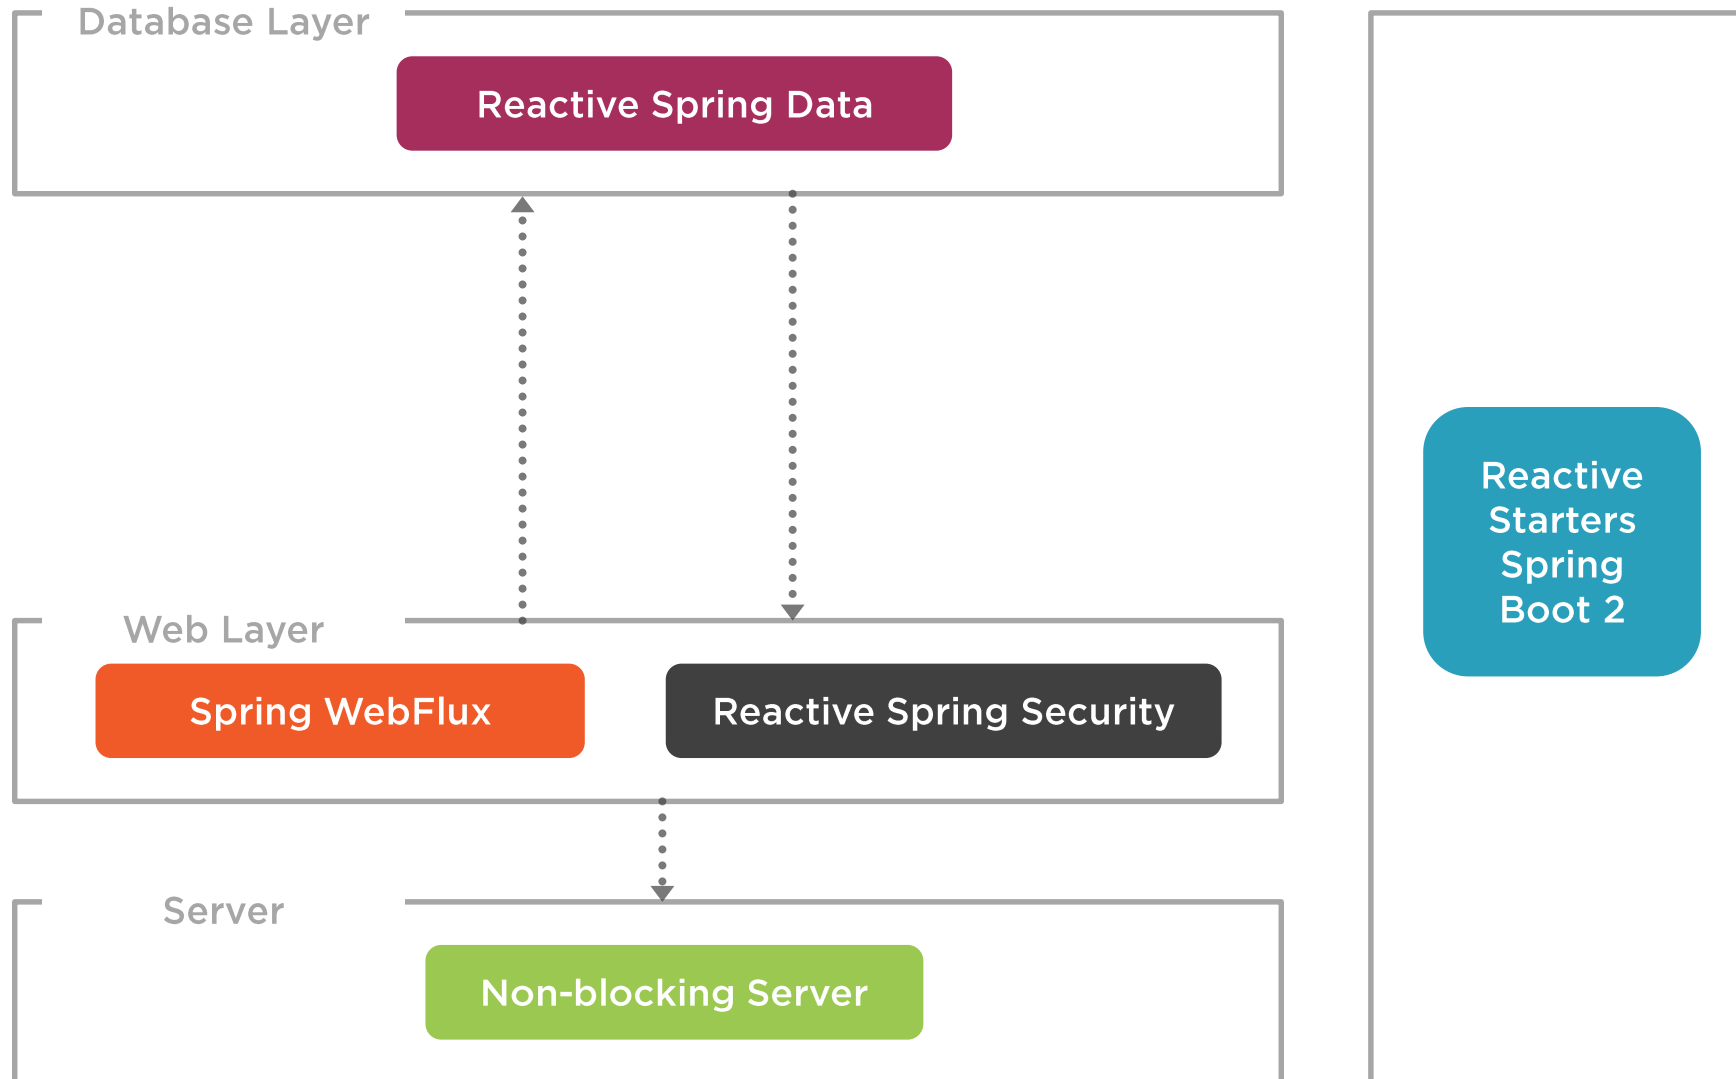 Database Layer
Reactive Spring Data
Reactive
Starters
Spring
Boot 2
Web Layer
Spring WebFlux
Reactive Spring Security
Server
Non-blocking Server